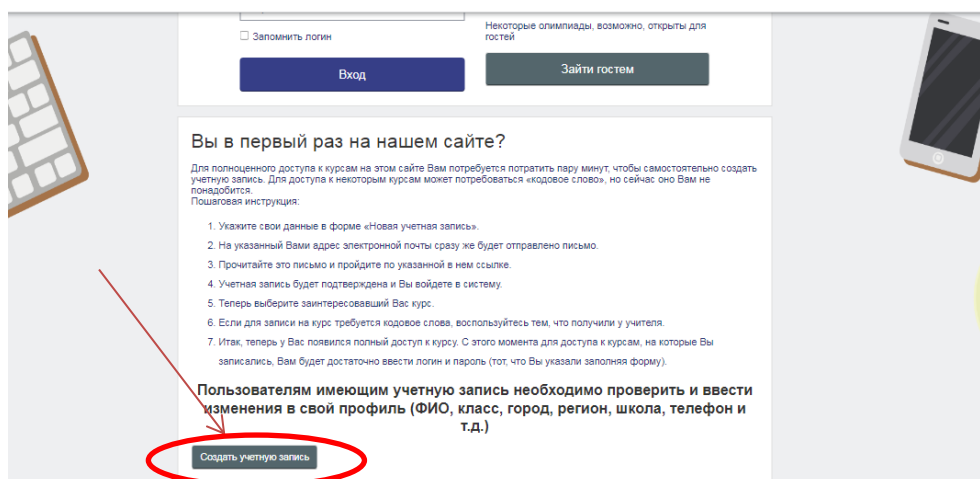 Некоторые олимпиады, возможно, открыты для
гостей
Запомнить логин
Вход
Зайти гостем
Вы в первый раз на нашем сайте?
Для полноценного доступа к курсам на этом сайте Вам потребуется потратить пару минут, чтобы самостоятельно создать
учетную запись. Для доступа к некоторым курсам может потребоваться «кодовое слово», но сейчас оно Вам не
понадобится.
Пошаговая инструкция:
1. Укажите свои данные в форме «Новая учетная запись».
2. На указанный Вами адрес электронной почты сразу же будет отправлено письмо.
3. Прочитайте это письмо и пройдите по указанной в нем ссылке.
4. Учетная запись будет подтверждена и Вы войдете в систему.
5. Теперь выберите заинтересовавший Вас курс.
6. Если для записи на курс требуется кодовое слова, воспользуйтесь тем, что получили у учителя.
7. Итак, теперь у Вас появился полный доступ к курсу. С этого момента для доступа к курсам, на которые Вы
записались, Вам будет достаточно ввести логин и пароль (тот, что Вы указали заполняя форму).
Пользователям имеющим учетную запись необходимо проверить и ввести
изменения в свой профиль (ФИО, класс, город, регион, школа, телефон и
т.д.)
Создать учетную запись